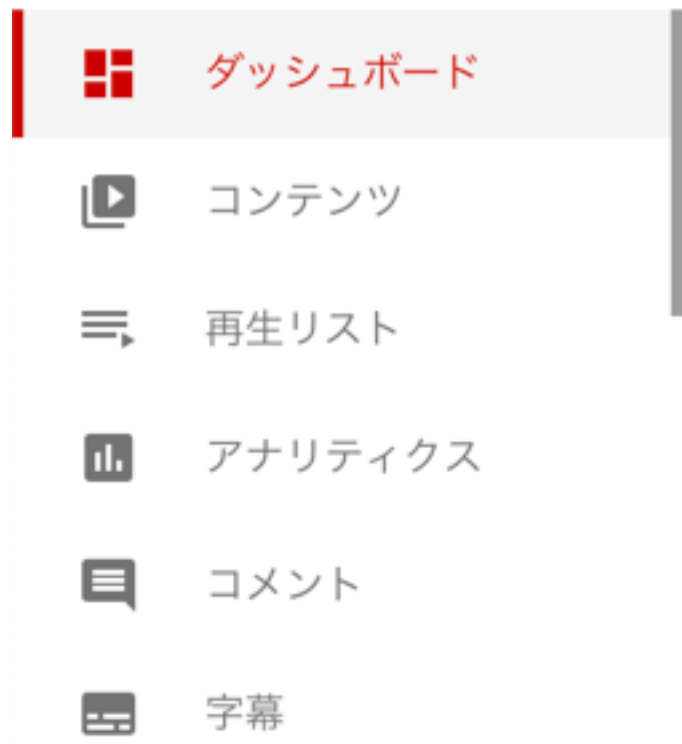 ダッシュボード
コンテンツ
再生リスト
アナリティクス
コメント
字幕